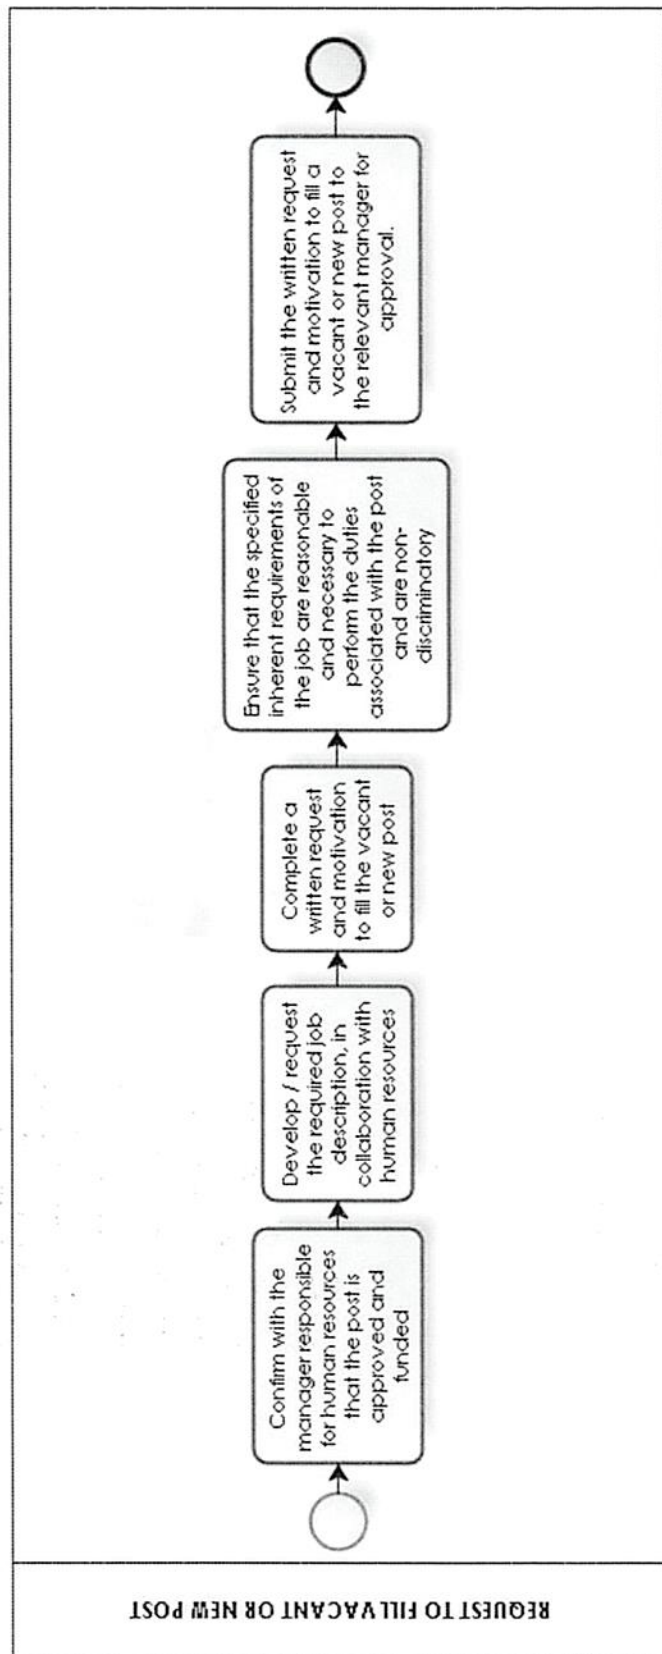 REQUEST TO FILL VACANT OR NEW POST
Confirm with the
manager responsible
for human resources
that the post is
approved and
funded
Develop / request
the required job
description, in
collaboration with
human resources
Complete a
written request
and motivation
to fill the vacant
or new post
Ensure that the specified
inherent requirements of
the job are reasonable
and necessary to
perform the duties
associated with the post
and are non-
discriminatory
Submit the written request
and motivation to fill a
vacant or new post to
the relevant manager for
approval.